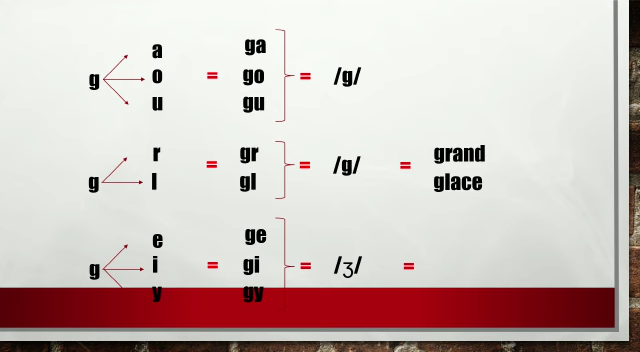 a ga
g o = go = /g/
u gu
r gr grand
g l = gl = /g/ = glace
e ge
g i = gi = /ʒ/ =
y gy